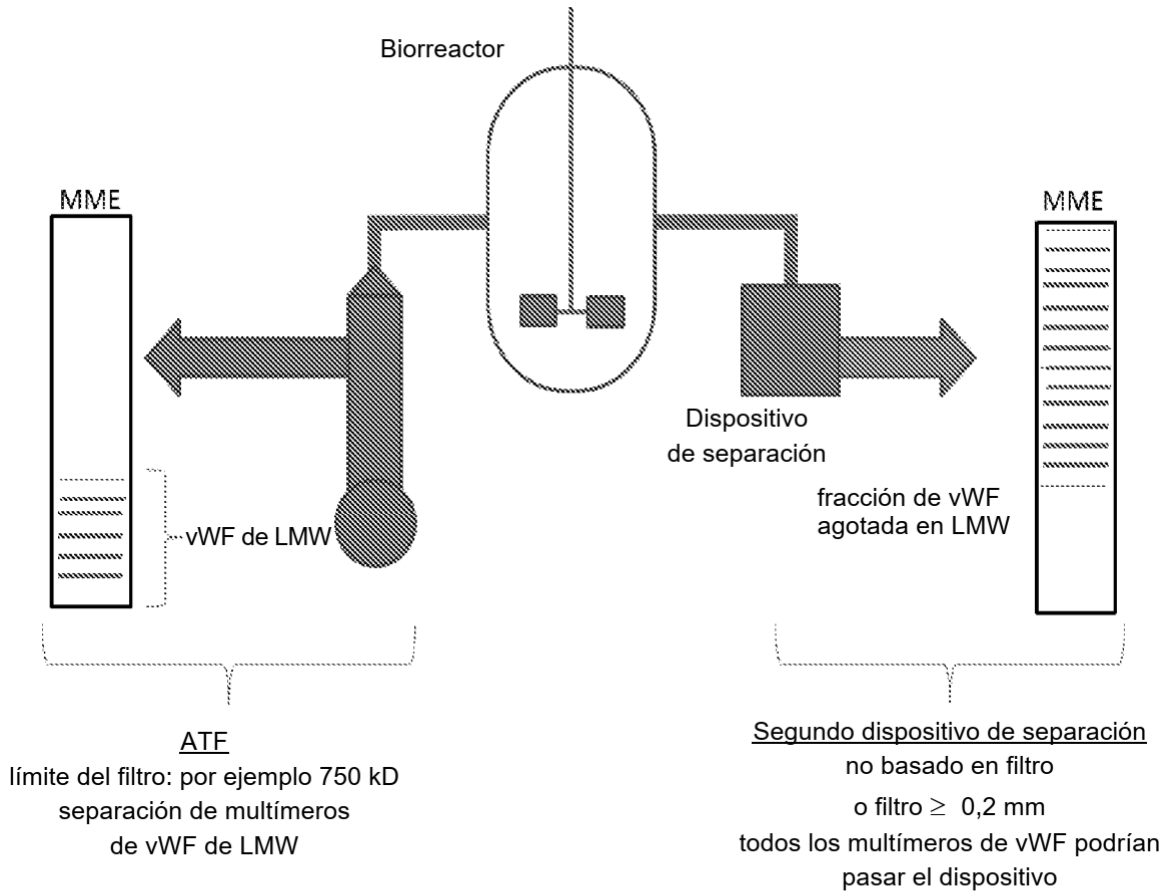 Biorreactor
MME
MME
Dispositivo
de separación
vWF de LMW
fracción de vWF
agotada en LMW
ATF
límite del filtro: por ejemplo 750 kD
separación de multímeros
de vWF de LMW
Segundo dispositivo de separación
no basado en filtro
o filtro ≥ 0,2 mm
todos los multímeros de vWF podrían
pasar el dispositivo